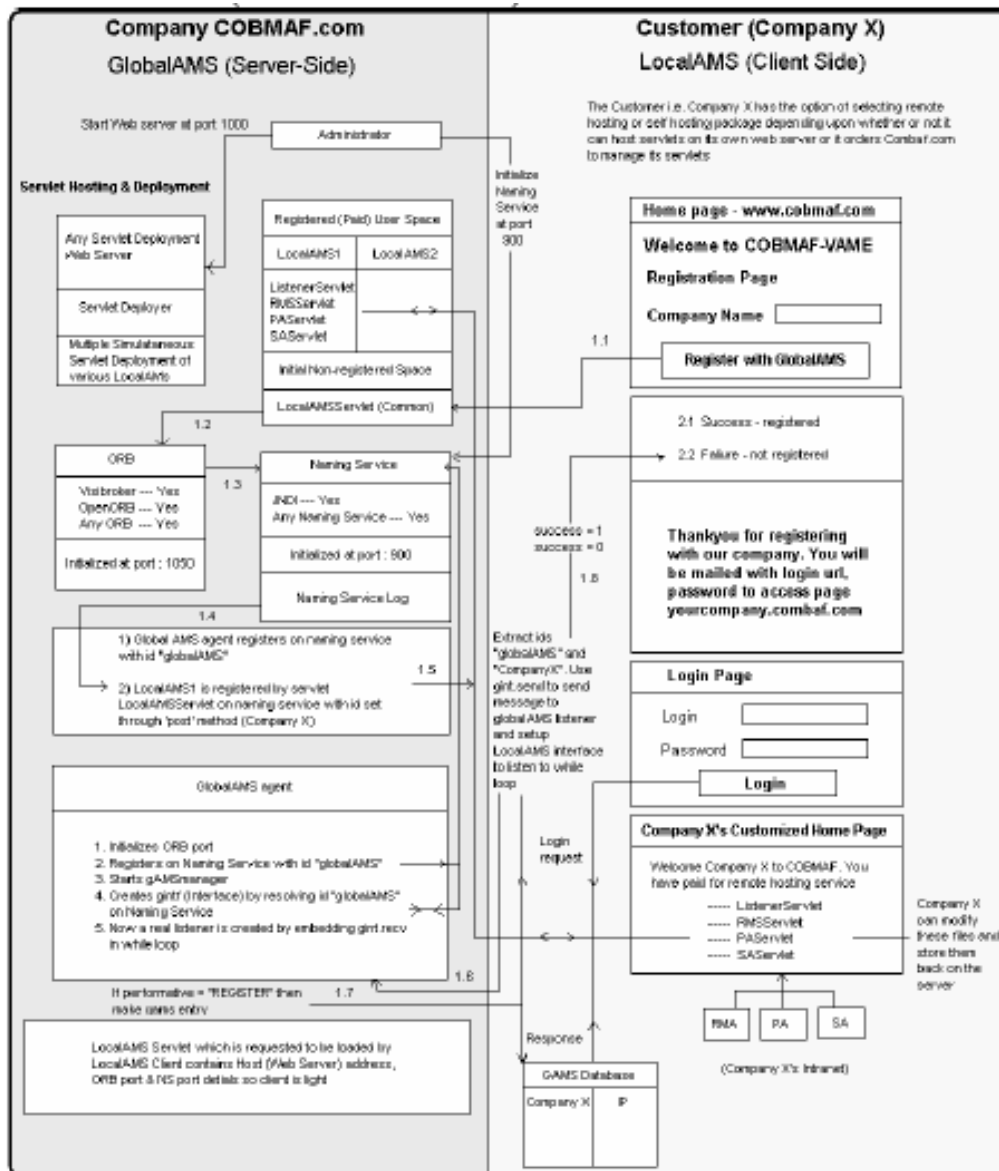 Company COBMAF.com
GlobalAMS (Server-Side)
Customer (Company X)
LocalAMS (Client Side)
The Customer i.e. Company X has the option of selecting remote
hosting or self hosting package depending upon whether or not it
can host servlets on its own web server or it orders Combaf.com
to manage its servlets
Start Web server at port 1000
Administrator
Initialize
Naming
Service
at port
900
Servlet Hosting & Deployment
Any Servlet Deployment
Web Server
Servlet Deployer
Multiple Simulataneous
Servlet Deployment of
various LocalAMs
Registered (Paid) User Space
LocalAMS1
LocalAMS2
ListenerServlet
RMSServlet
PAServlet
SAServlet
Initial Non-registered Space
LocalAMSServlet (Common)
Home page - www.cobmaf.com
Welcome to COBMAF-VAME
Registration Page
Company Name
Register with GlobalAMS
1.1
1.2
ORB
Visibroker --- Yes
OpenORB --- Yes
Any ORB --- Yes
Initialized at port : 1050
1.3
Naming Service
JNDI --- Yes
Any Naming Service --- Yes
Initialized at port : 900
Naming Service Log
1.4
2.1 Success - registered
2.2 Failure - not registered
success = 1
success = 0
1.8
Thankyou for registering
with our company. You will
be mailed with login url,
password to access page
yourcompany.combaf.com
1) Global AMS agent registers on naming service
with id "globalAMS"
2) LocalAMS1 is registered by servlet
LocalAMSServlet on naming service with id set
through 'post' method (Company X)
1.5
Extract ids
"globalAMS" and
"CompanyX". Use
gint.send to send
message to
globalAMS listener
and setup
LocalAMS interface
to listen to while
loop
Login Page
Login
Password
Login
GlobalAMS agent
1. Initializes ORB port
2. Registers on Naming Service with id "globalAMS"
3. Starts gAMSmanager
4. Creates gintf (Interface) by resolving id "globalAMS"
on Naming Service
5. Now a real listener is created by embedding gint.recv
in while loop
Login
request
Company X's Customized Home Page
Welcome Company X to COBMAF. You
have paid for remote hosting service
----- ListenerServlet
----- RMSServlet
----- PAServlet
----- SAServlet
Company X
can modify
these files and
store them
back on the
server
1.6
If performative = "REGISTER" then
make gams entry
1.7
RMA
PA
SA
(Company X's Intranet)
LocalAMS Servlet which is requested to be loaded by
LocalAMS Client contains Host (Web Server) address,
ORB port & NS port detials so client is light
Response
GAMS Database
Company X
IP